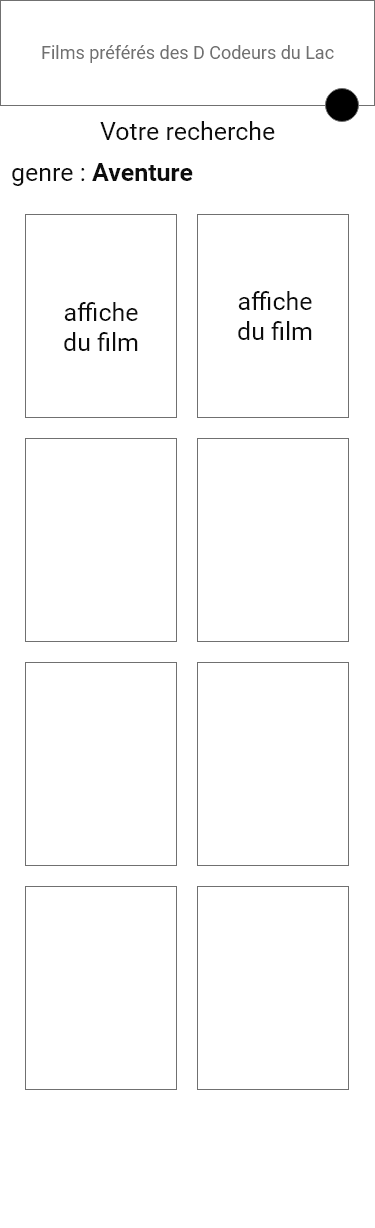 Films préférés des D Codeurs du Lac
Votre recherche
genre : Aventure
affiche
du film
affiche
du film